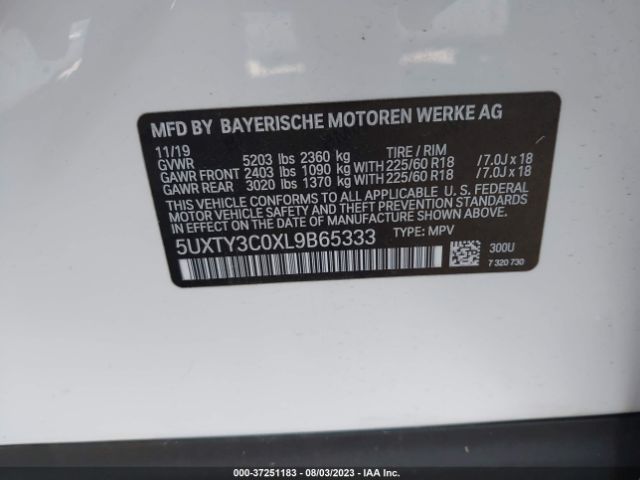 MFD BY BAYERISCHE MOTOREN WERKE AG
11/19 TIRE / RIM
GVWR 5203 lbs 2360 kg
GAWR FRONT 2403 lbs 1090 kg WITH 225/60 R18 / 7.0J x 18
GAWR REAR 3020 lbs 1370 kg WITH 225/60 R18 / 7.0J x 18
THIS VEHICLE CONFORMS TO ALL APPLICABLE U. S. FEDERAL
MOTOR VEHICLE SAFETY, BUMPER, AND THEFT PREVENTION STANDARDS
IN EFFECT ON THE DATE OF MANUFACTURE SHOWN ABOVE.
5UXTY3C0XL9B65333 TYPE: MPV
300U
7 320 730
000-37251183 - 08/03/2023 - IAA Inc.